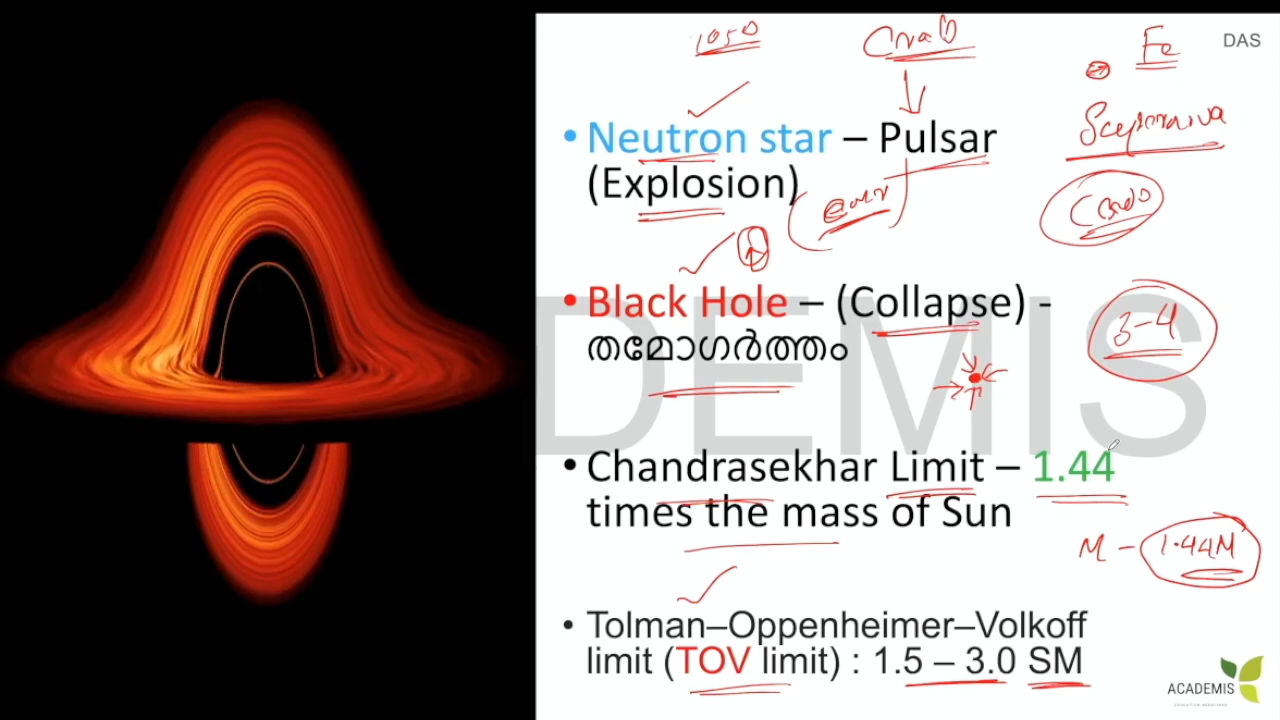 1050
Crab
Fe
DAS
• Neutron star – Pulsar
(Explosion)
Supernova
Crab
• Black Hole – (Collapse) -
തമോഗർത്തം
3-4
• Chandrasekhar Limit – 1.44
times the mass of Sun
M – 1.44M
• Tolman–Oppenheimer–Volkoff
limit (TOV limit) : 1.5 – 3.0 SM
DEMIS
ACADEMIS